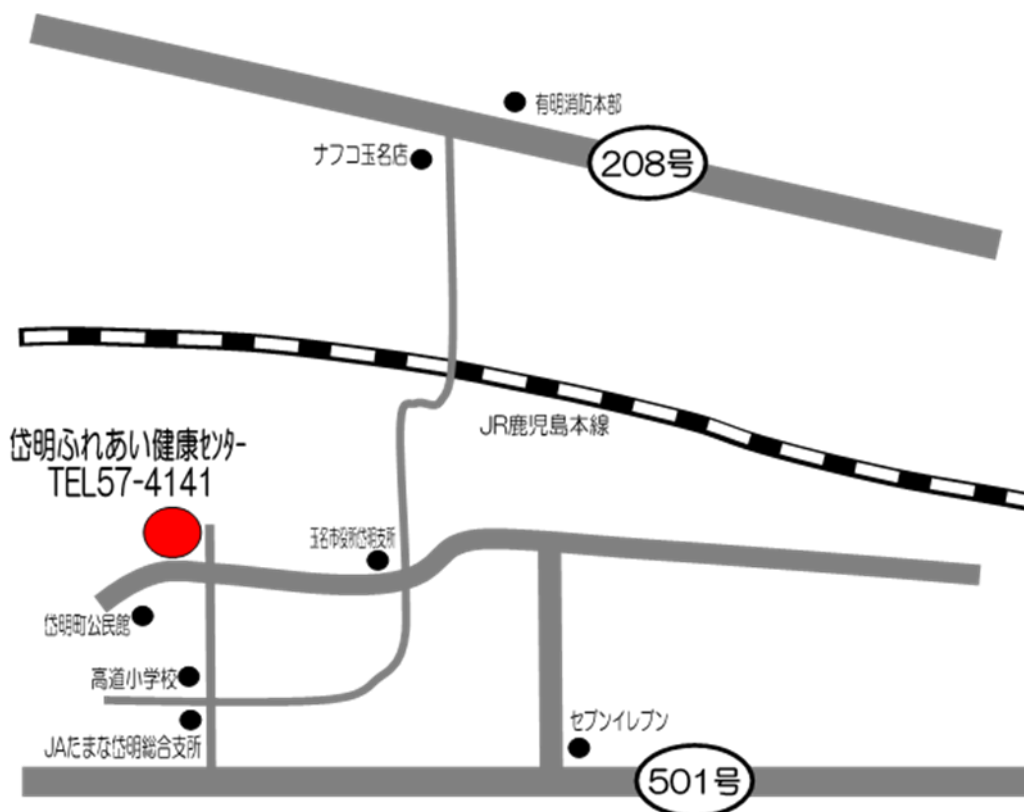 有明消防本部
ナフコ玉名店
208号
JR鹿児島本線
岱明ふれあい健康ｾﾝﾀｰ
TEL57-4141
玉名市役所岱明支所
岱明町公民館
高道小学校
JAたまな岱明総合支所
セブンイレブン
501号